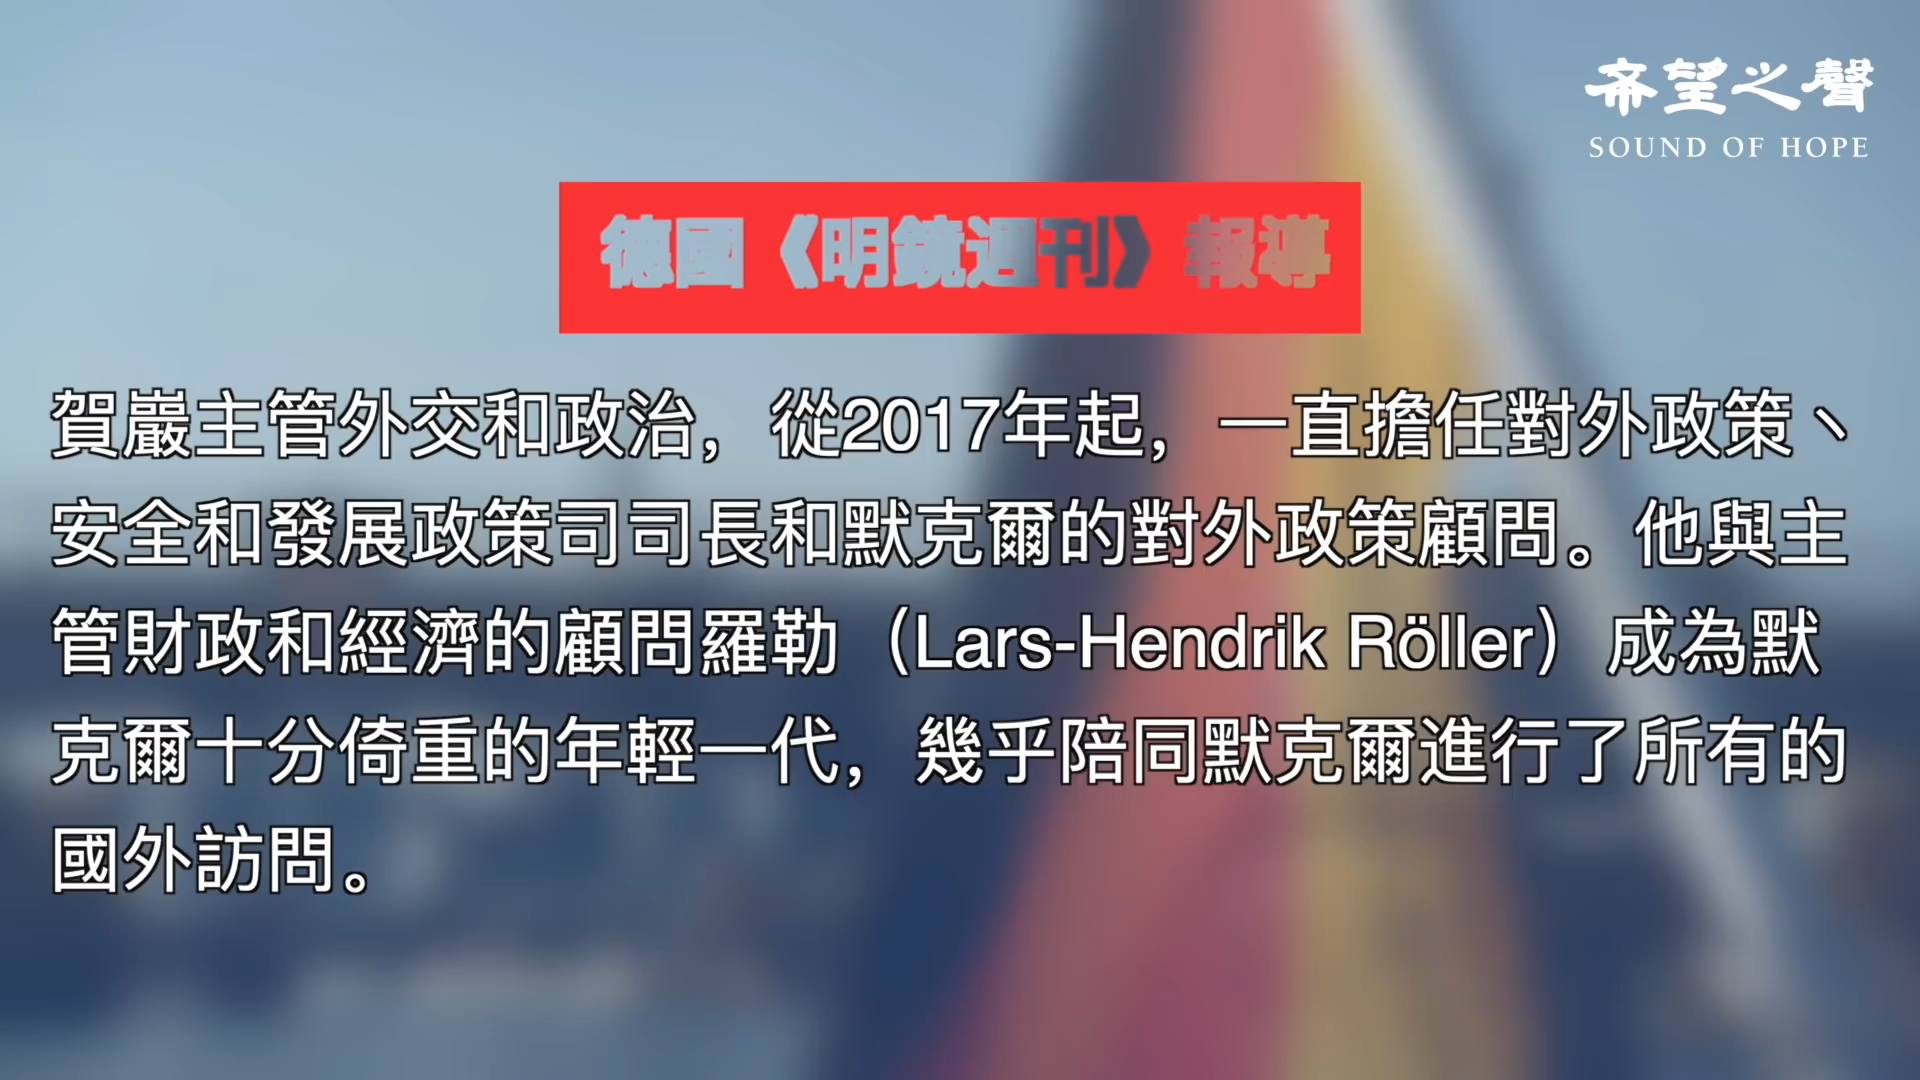 希望之聲
SOUND OF HOPE
德國《明鏡週刊》報導
賀巖主管外交和政治，從2017年起，一直擔任對外政策、
安全和發展政策司司長和默克爾的對外政策顧問。他與主
管財政和經濟的顧問羅勒（Lars-Hendrik Röller）成為默
克爾十分倚重的年輕一代，幾乎陪同默克爾進行了所有的
國外訪問。